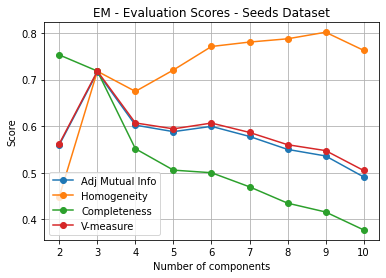 EM - Evaluation Scores - Seeds Dataset
0.8
0.7
0.6
0.5
0.4
Score
Adj Mutual Info
Homogeneity
Completeness
V-measure
2 3 4 5 6 7 8 9 10
Number of components